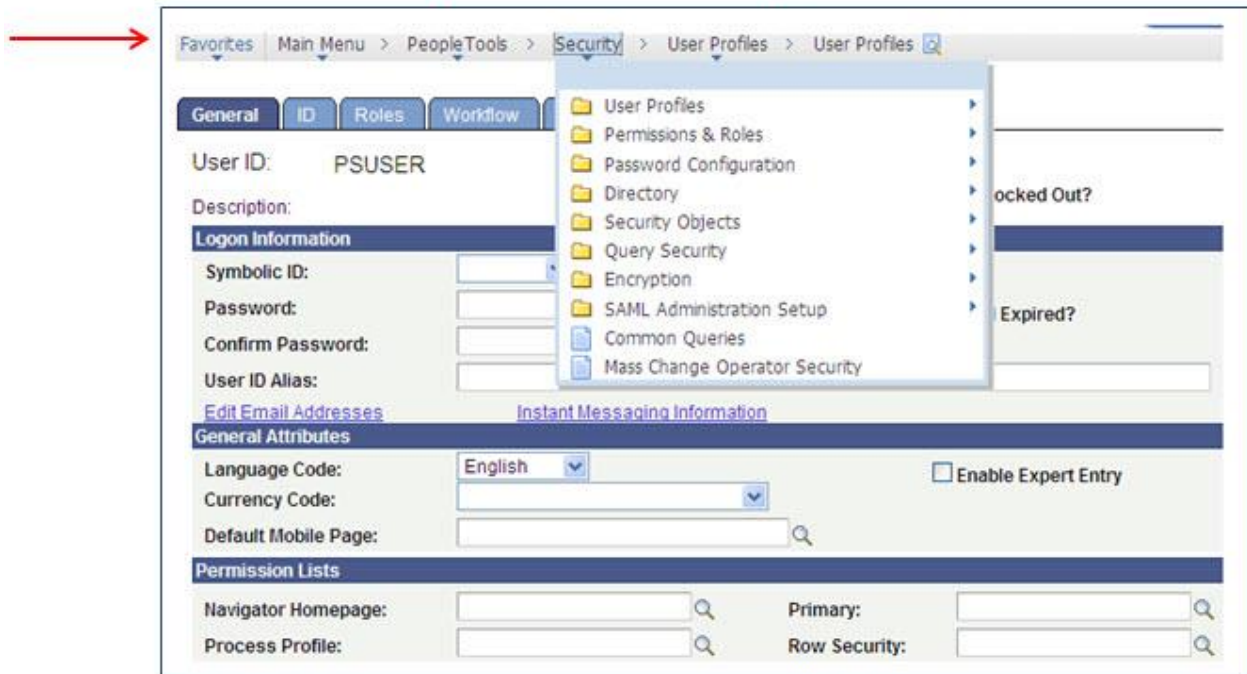 Favorites Main Menu > PeopleTools > Security > User Profiles > User Profiles
General ID Roles Workflow
User Profiles
Permissions & Roles
Password Configuration
Directory
Security Objects
Query Security
Encryption
SAML Administration Setup
Common Queries
Mass Change Operator Security
User ID: PSUSER
ocked Out?
Description:
Logon Information
Symbolic ID:
Password:
Expired?
Confirm Password:
User ID Alias:
Edit Email Addresses Instant Messaging Information
General Attributes
Language Code: English Enable Expert Entry
Currency Code:
Default Mobile Page:
Permission Lists
Navigator Homepage: Primary:
Process Profile: Row Security: